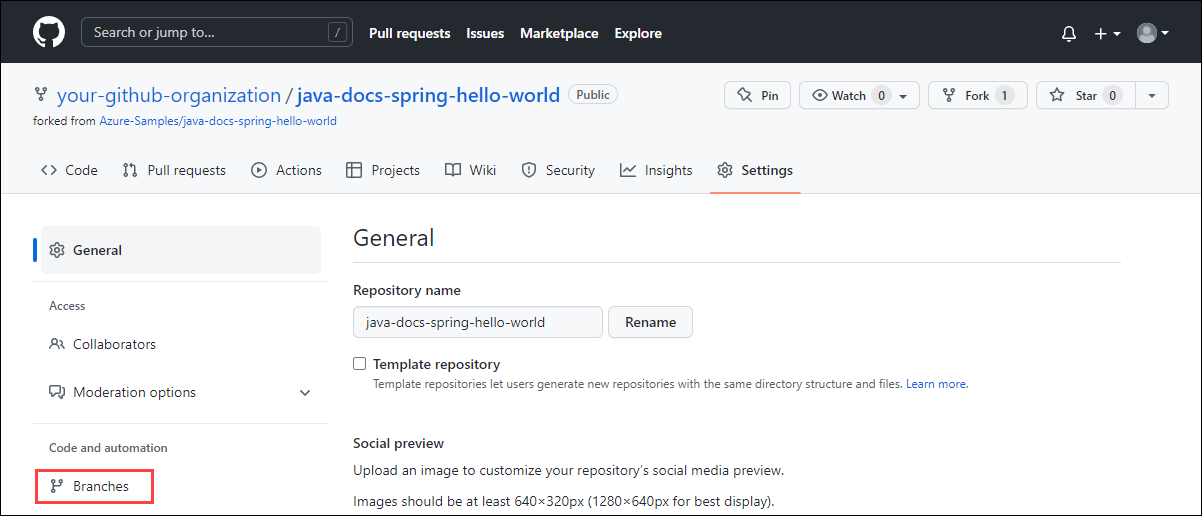 Search or jump to... /
Pull requests Issues Marketplace Explore
your-github-organization / java-docs-spring-hello-world Public
Pin Watch 0 Fork 1 Star 0
forked from Azure-Samples/java-docs-spring-hello-world
Code Pull requests Actions Projects Wiki Security Insights Settings
General
Access
Collaborators
Moderation options
Code and automation
Branches
General
Repository name
java-docs-spring-hello-world Rename
Template repository
Template repositories let users generate new repositories with the same directory structure and files. Learn more.
Social preview
Upload an image to customize your repository's social media preview.
Images should be at least 640×320px (1280×640px for best display).